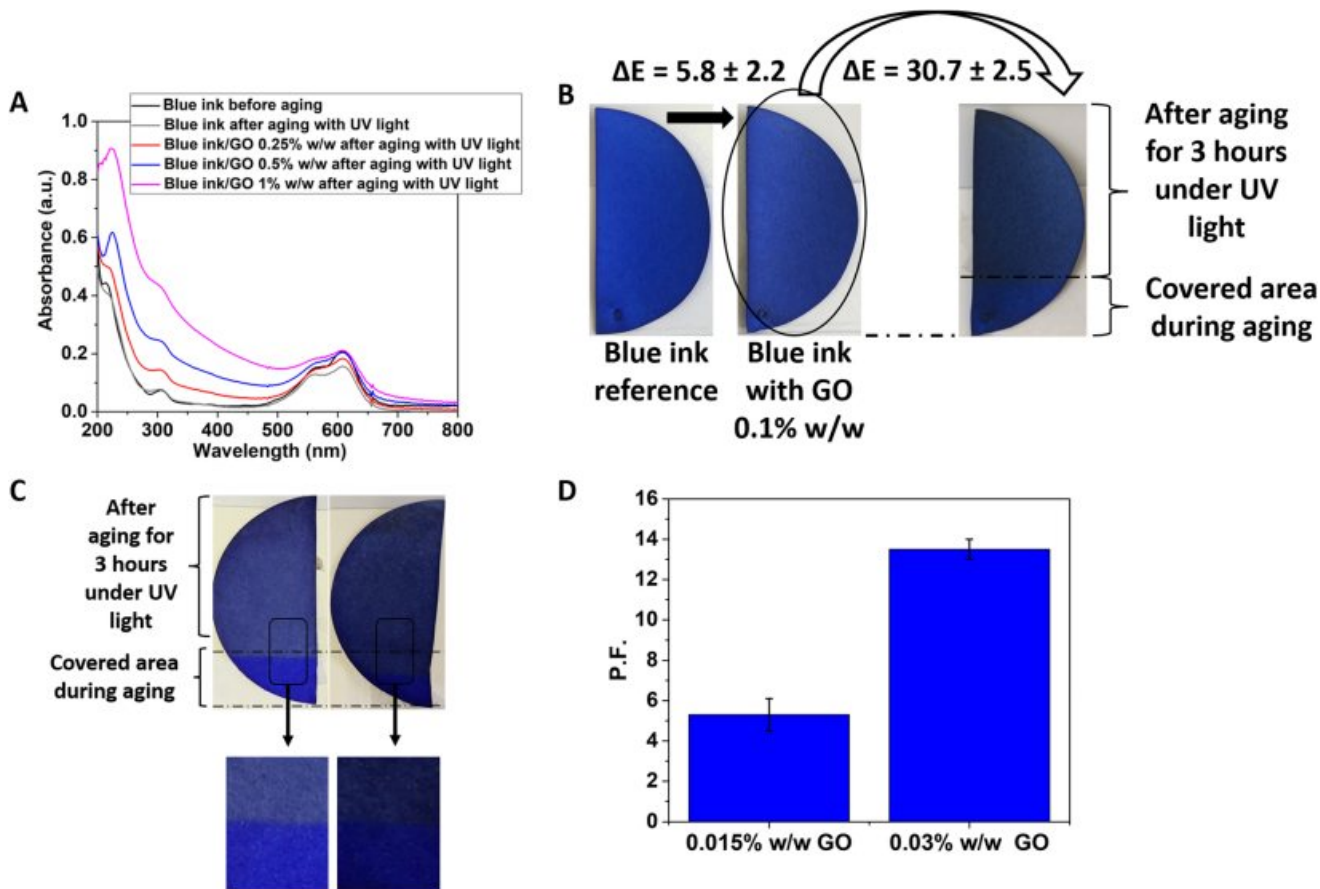 A
Absorbance (a.u.)
1.0
0.8
0.6
0.4
0.2
0.0
Blue ink before aging
Blue ink after aging with UV light
Blue ink/GO 0.25% w/w after aging with UV light
Blue ink/GO 0.5% w/w after aging with UV light
Blue ink/GO 1% w/w after aging with UV light
200 300 400 500 600 700 800
Wavelength (nm)
B
ΔE = 5.8 ± 2.2
ΔE = 30.7 ± 2.5
Blue ink
reference
Blue ink
with GO
0.1% w/w
After aging
for 3 hours
under UV
light
Covered area
during aging
C
After
aging for
3 hours
under UV
light
Covered area
during aging
D
P.F.
16
14
12
10
8
6
4
2
0
0.015% w/w GO
0.03% w/w GO